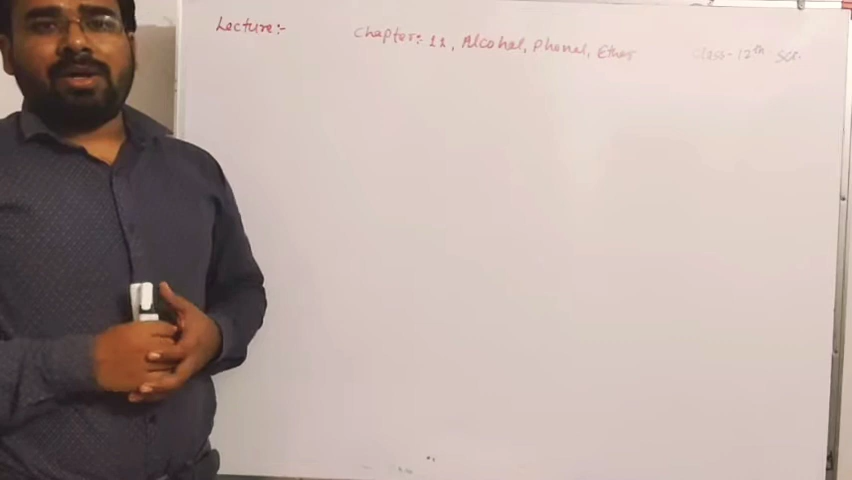 Lecture:- Chapter:- 11, Alcohol, Phenol, Ether Class- 12th Sci.